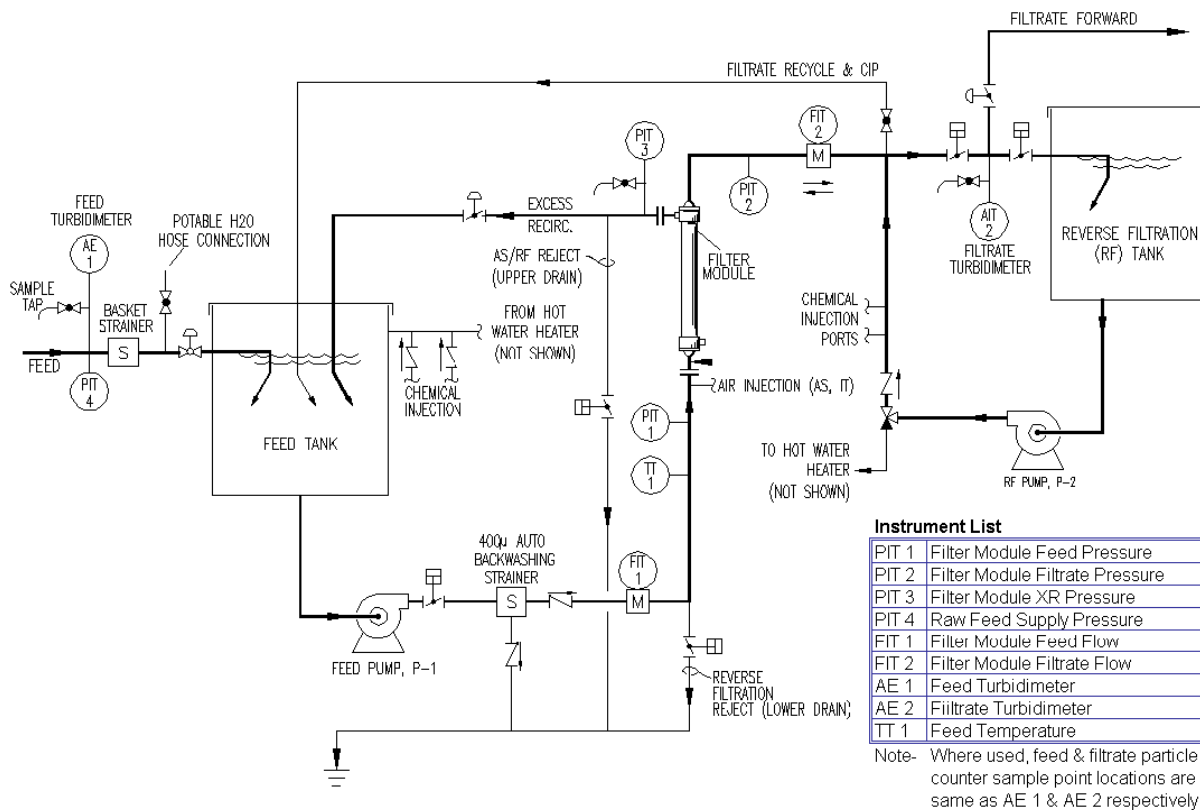 FILTRATE FORWARD
FILTRATE RECYCLE & CIP
FIT
2
PIT
3
M
PIT
2
FEED
TURBIDIMETER
POTABLE H2O
HOSE CONNECTION
AE
1
SAMPLE
TAP
BASKET
STRAINER
S
FEED
PIT
4
EXCESS
RECIRC.
AS/RF REJECT
(UPPER DRAIN)
FILTER
MODULE
AIT
2
FILTRATE
TURBIDIMETER
REVERSE FILTRATION
(RF) TANK
FROM HOT
WATER HEATER
(NOT SHOWN)
CHEMICAL
INJECTION
CHEMICAL
INJECTION
PORTS
FEED TANK
AIR INJECTION (AS, IT)
PIT
1
TT
1
TO HOT WATER
HEATER
(NOT SHOWN)
RF PUMP, P-2
400µ AUTO
BACKWASHING
STRAINER
S
FIT
1
M
FEED PUMP, P-1
REVERSE
FILTRATION
REJECT (LOWER DRAIN)
Instrument List
PIT 1 Filter Module Feed Pressure
PIT 2 Filter Module Filtrate Pressure
PIT 3 Filter Module XR Pressure
PIT 4 Raw Feed Supply Pressure
FIT 1 Filter Module Feed Flow
FIT 2 Filter Module Filtrate Flow
AE 1 Feed Turbidimeter
AE 2 Fiiltrate Turbidimeter
TT 1 Feed Temperature
Note- Where used, feed & filtrate particle
counter sample point locations are
same as AE 1 & AE 2 respectively